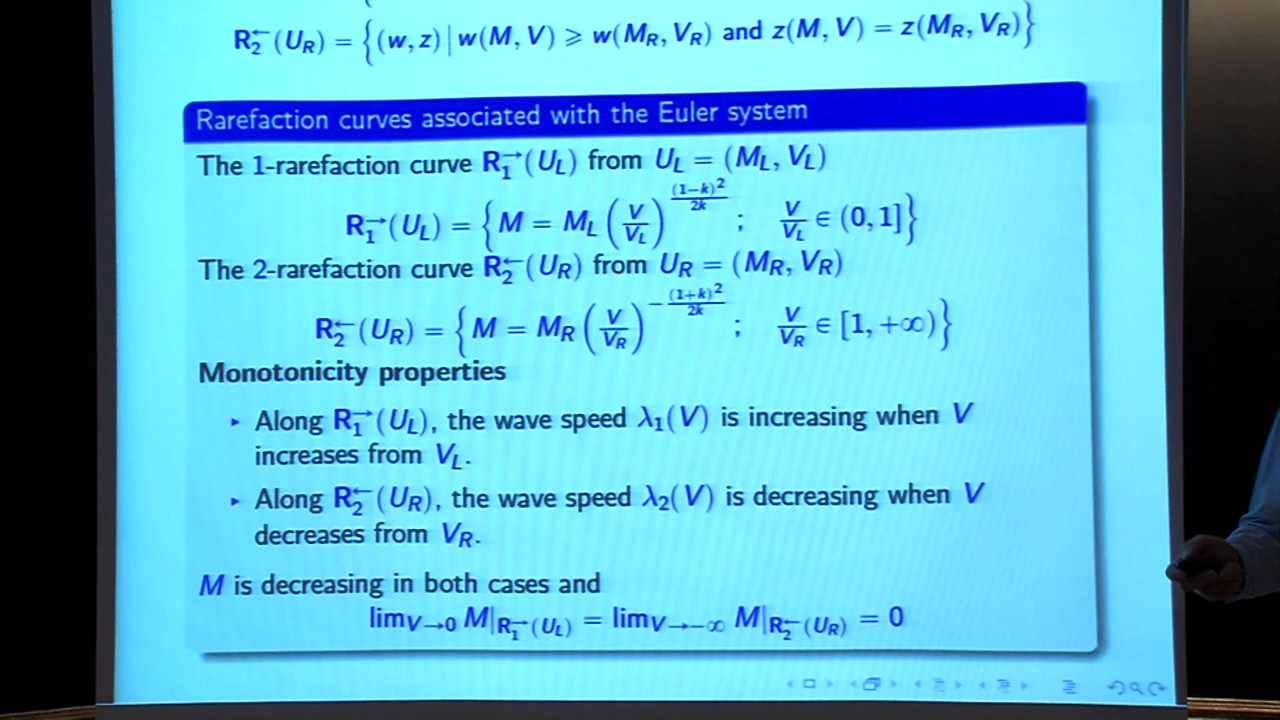 R₂←(U_R) = {(w, z) | w(M, V) ⩾ w(M_R, V_R) and z(M, V) = z(M_R, V_R)}
Rarefaction curves associated with the Euler system
The 1-rarefaction curve R₁→(U_L) from U_L = (M_L, V_L)
R₁→(U_L) = {M = M_L (V/V_L)^((1−k)²/2k) ; V/V_L ∈ (0, 1]}
The 2-rarefaction curve R₂←(U_R) from U_R = (M_R, V_R)
R₂←(U_R) = {M = M_R (V/V_R)^(−(1+k)²/2k) ; V/V_R ∈ [1, +∞)}
Monotonicity properties
▸ Along R₁→(U_L), the wave speed λ₁(V) is increasing when V
increases from V_L.
▸ Along R₂←(U_R), the wave speed λ₂(V) is decreasing when V
decreases from V_R.
M is decreasing in both cases and
lim_{V→0} M|_{R₁→(U_L)} = lim_{V→−∞} M|_{R₂←(U_R)} = 0